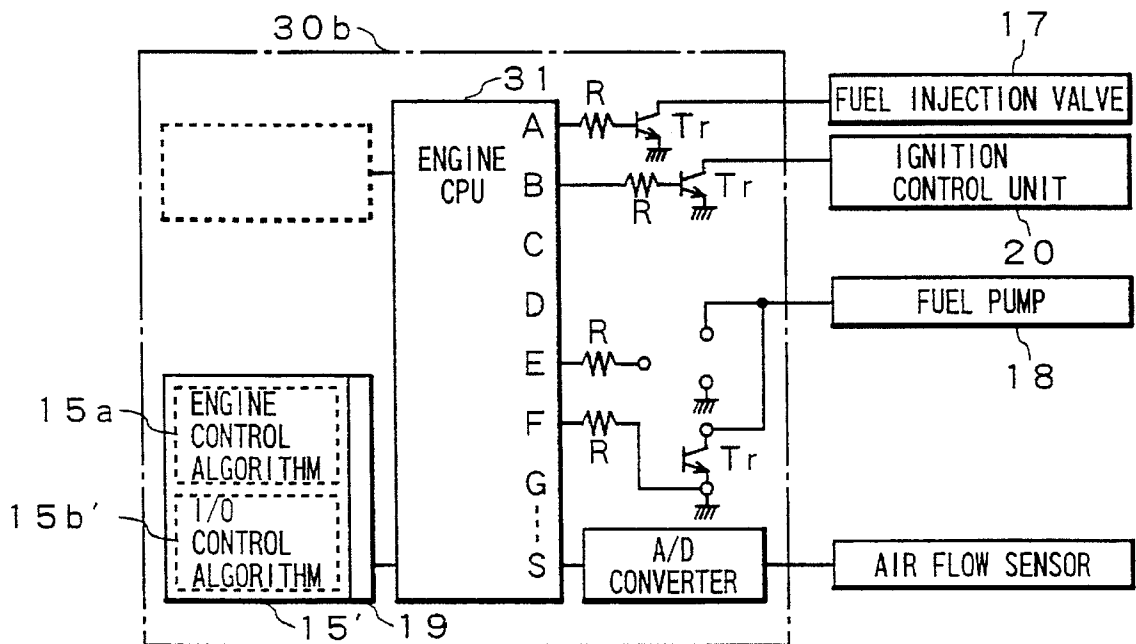 30b
17
31
R
A
Tr
FUEL INJECTION VALVE
ENGINE
CPU
B
R
Tr
IGNITION
CONTROL UNIT
20
C
D
FUEL PUMP
18
R
E
15a
ENGINE
CONTROL
ALGORITHM
F
R
Tr
G
15b′
I/O
CONTROL
ALGORITHM
S
A/D
CONVERTER
AIR FLOW SENSOR
15′
19